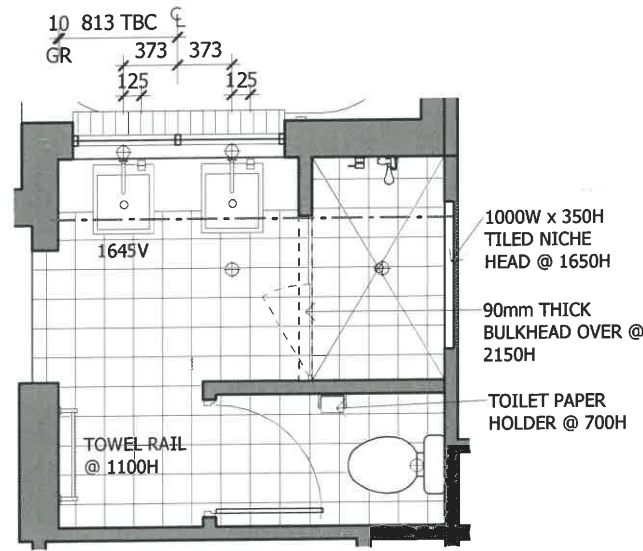 10 813 TBC ℄
GR 373 373
125 125
1645V
1000W x 350H
TILED NICHE
HEAD @ 1650H
90mm THICK
BULKHEAD OVER @
2150H
TOILET PAPER
HOLDER @ 700H
TOWEL RAIL
@ 1100H